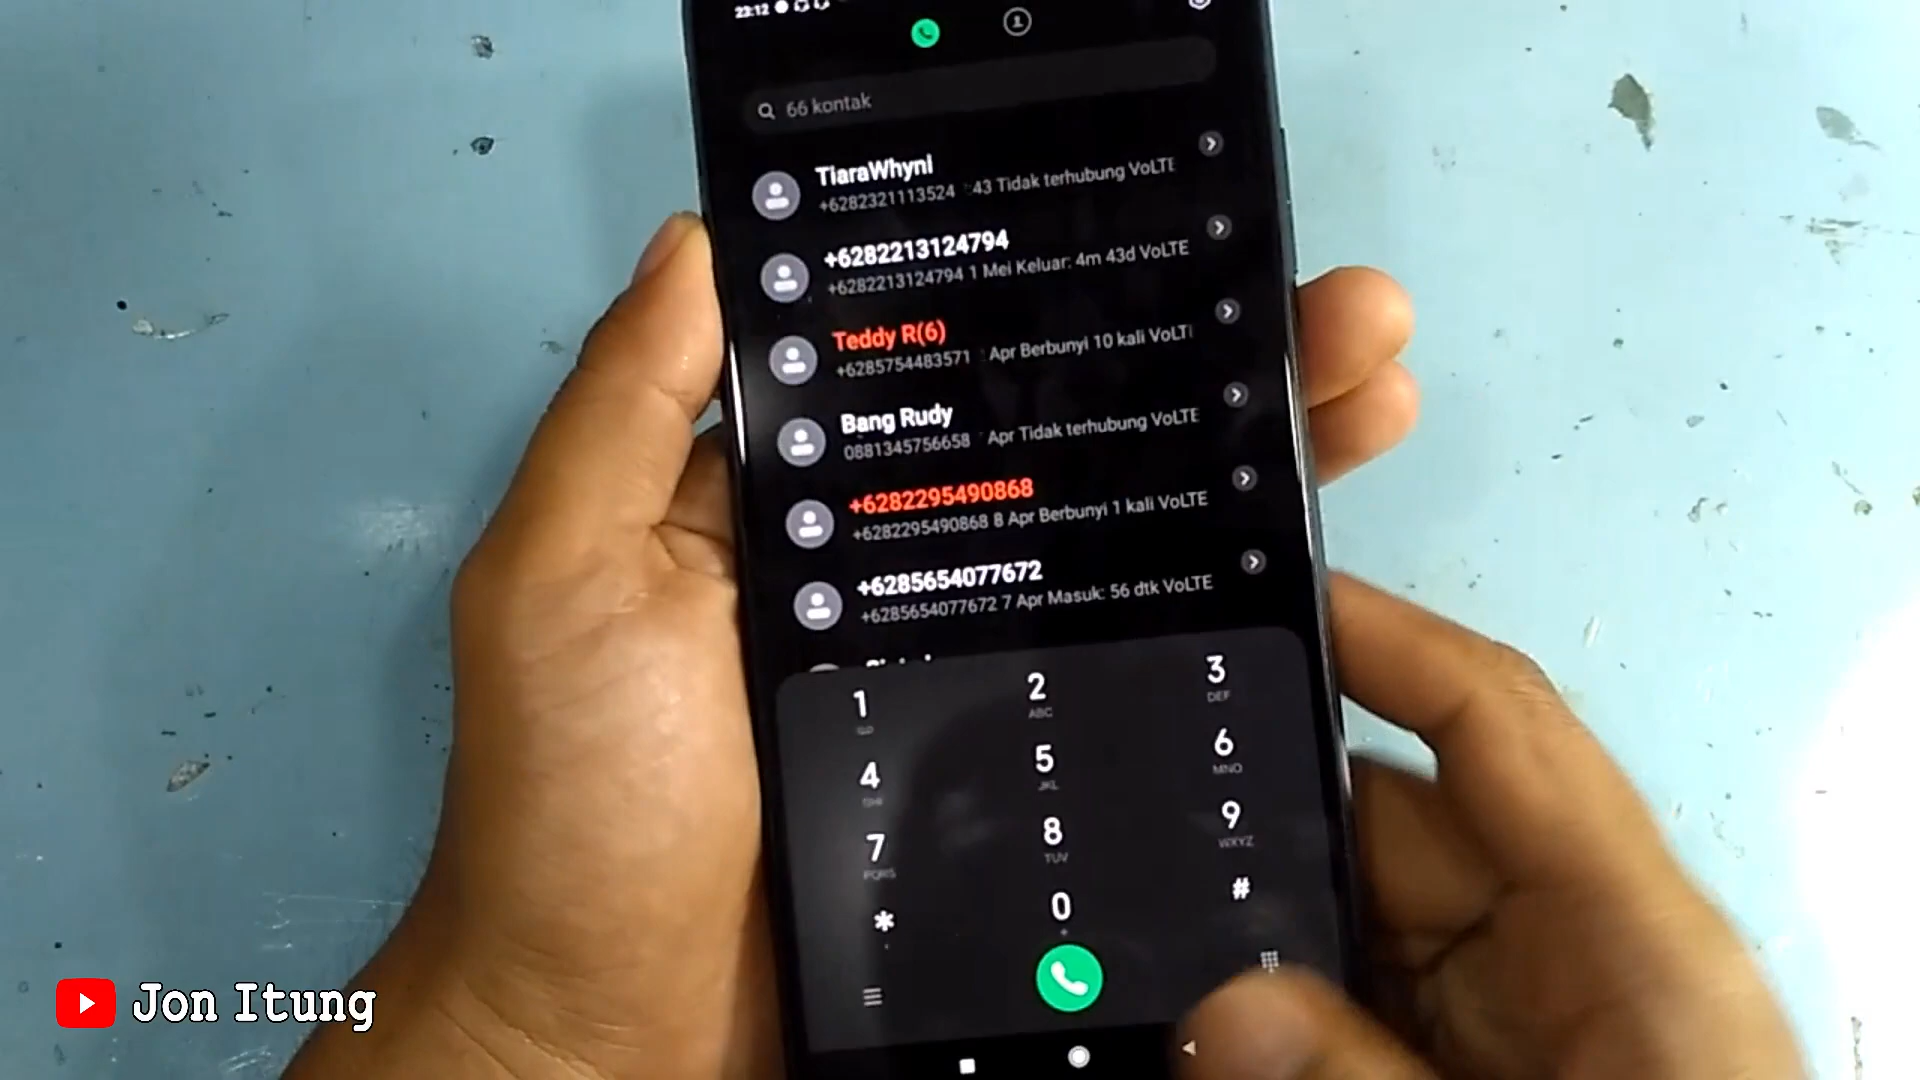 23:12
66 kontak
TiaraWhyni
+6282321113524 43 Tidak terhubung VoLTE
+6282213124794
+6282213124794 1 Mei Keluar: 4m 43d VoLTE
Teddy R(6)
+6285754483571 Apr Berbunyi 10 kali VoLTE
Bang Rudy
0881345756658 Apr Tidak terhubung VoLTE
+6282295490868
+6282295490868 8 Apr Berbunyi 1 kali VoLTE
+6285654077672
+6285654077672 7 Apr Masuk: 56 dtk VoLTE
1 2 3
ABC DEF
4 5 6
GHI JKL MNO
7 8 9
PQRS TUV WXYZ
* 0 #
+
Jon Itung